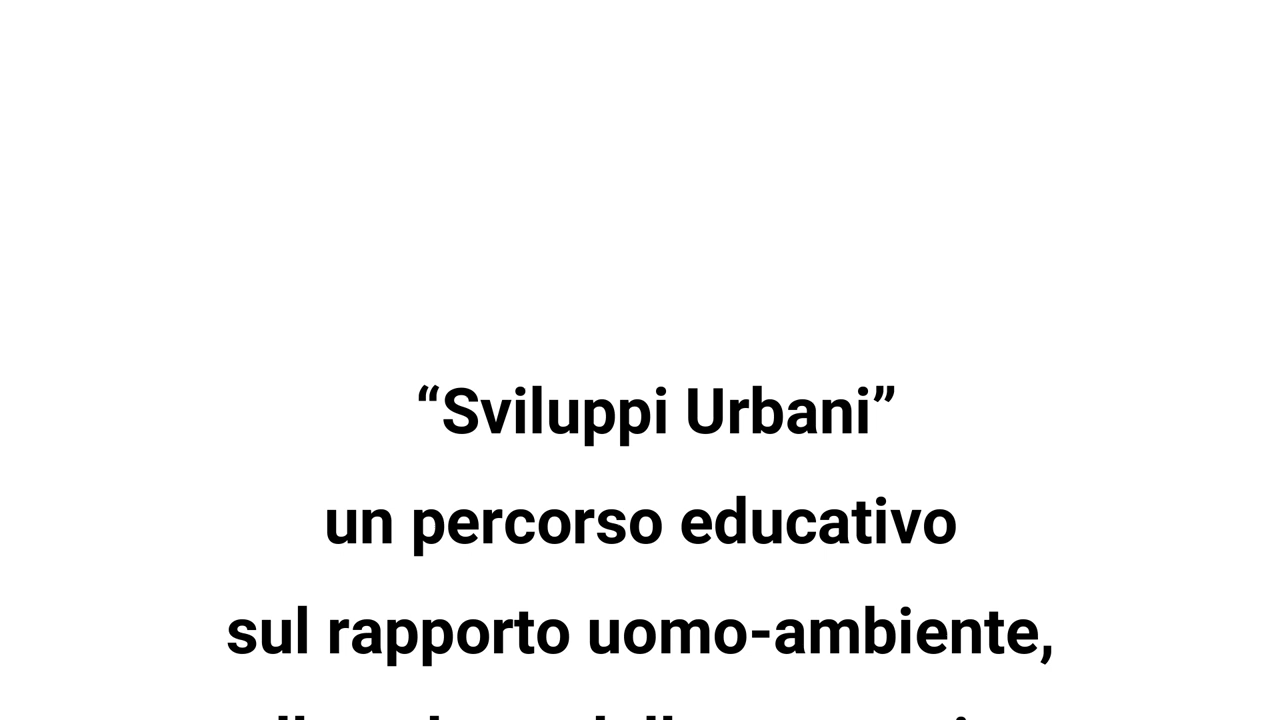 “Sviluppi Urbani”
un percorso educativo
sul rapporto uomo-ambiente,